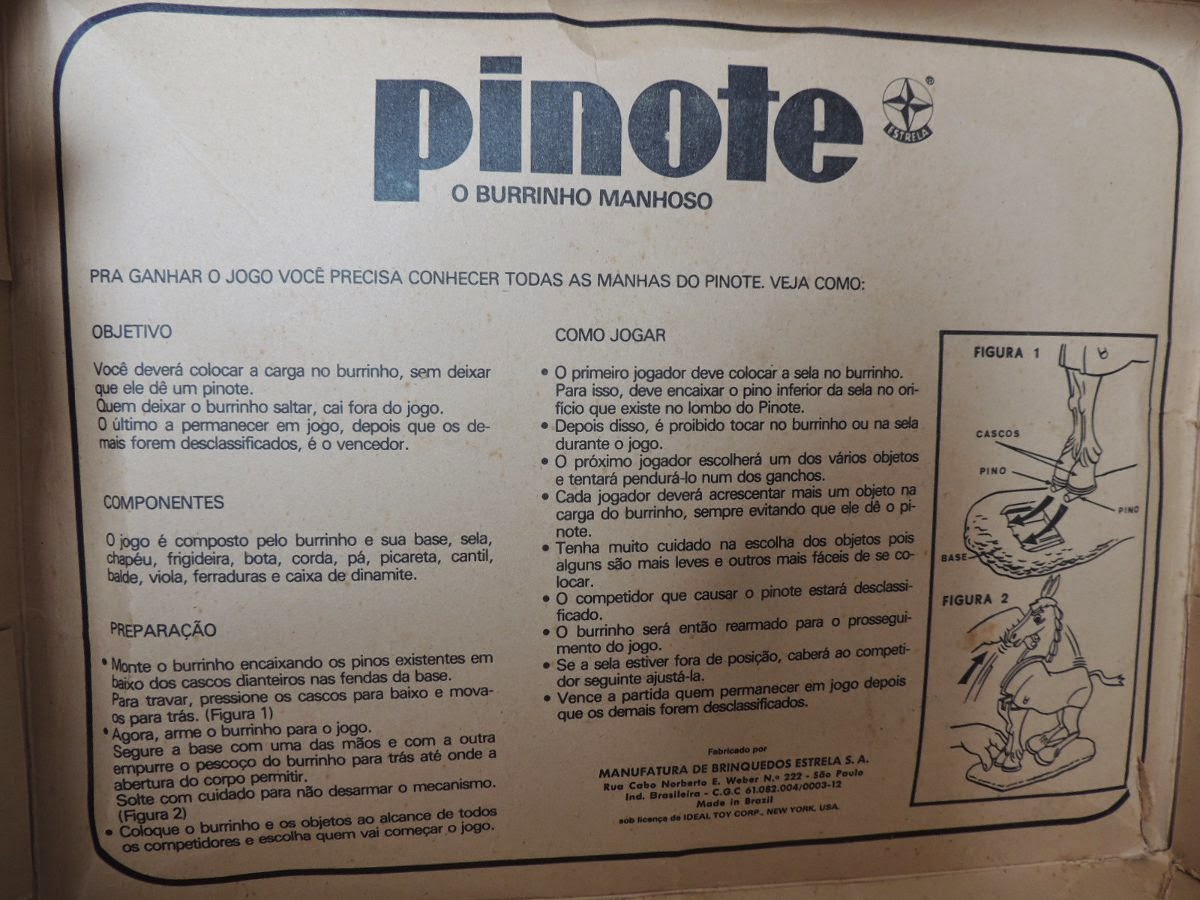 pinote
®
ESTRELA
O BURRINHO MANHOSO
PRA GANHAR O JOGO VOCÊ PRECISA CONHECER TODAS AS MANHAS DO PINOTE. VEJA COMO:
OBJETIVO
Você deverá colocar a carga no burrinho, sem deixar
que ele dê um pinote.
Quem deixar o burrinho saltar, cai fora do jogo.
O último a permanecer em jogo, depois que os de-
mais forem desclassificados, é o vencedor.
COMPONENTES
O jogo é composto pelo burrinho e sua base, sela,
chapéu, frigideira, bota, corda, pá, picareta, cantil,
balde, viola, ferraduras e caixa de dinamite.
PREPARAÇÃO
• Monte o burrinho encaixando os pinos existentes em
baixo dos cascos dianteiros nas fendas da base.
Para travar, pressione os cascos para baixo e mova-
os para trás. (Figura 1)
• Agora, arme o burrinho para o jogo.
Segure a base com uma das mãos e com a outra
empurre o pescoço do burrinho para trás até onde a
abertura do corpo permitir.
Solte com cuidado para não desarmar o mecanismo.
(Figura 2)
• Coloque o burrinho e os objetos ao alcance de todos
os competidores e escolha quem vai começar o jogo.
COMO JOGAR
• O primeiro jogador deve colocar a sela no burrinho.
Para isso, deve encaixar o pino inferior da sela no ori-
fício que existe no lombo do Pinote.
• Depois disso, é proibido tocar no burrinho ou na sela
durante o jogo.
• O próximo jogador escolherá um dos vários objetos
e tentará pendurá-lo num dos ganchos.
• Cada jogador deverá acrescentar mais um objeto na
carga do burrinho, sempre evitando que ele dê o pi-
note.
• Tenha muito cuidado na escolha dos objetos pois
alguns são mais leves e outros mais fáceis de se co-
locar.
• O competidor que causar o pinote estará desclassi-
ficado.
• O burrinho será então rearmado para o prossegui-
mento do jogo.
• Se a sela estiver fora de posição, caberá ao competi-
dor seguinte ajustá-la.
• Vence a partida quem permanecer em jogo depois
que os demais forem desclassificados.
Fabricado por
MANUFATURA DE BRINQUEDOS ESTRELA S. A.
Rua Cabo Norberto E. Weber N.º 222 - São Paulo
Ind. Brasileira - C.G.C 61.082.004/0003-12
Made in Brazil
sob licença de IDEAL TOY CORP., NEW YORK, USA.
FIGURA 1
CASCOS
PINO
PINO
BASE
FIGURA 2